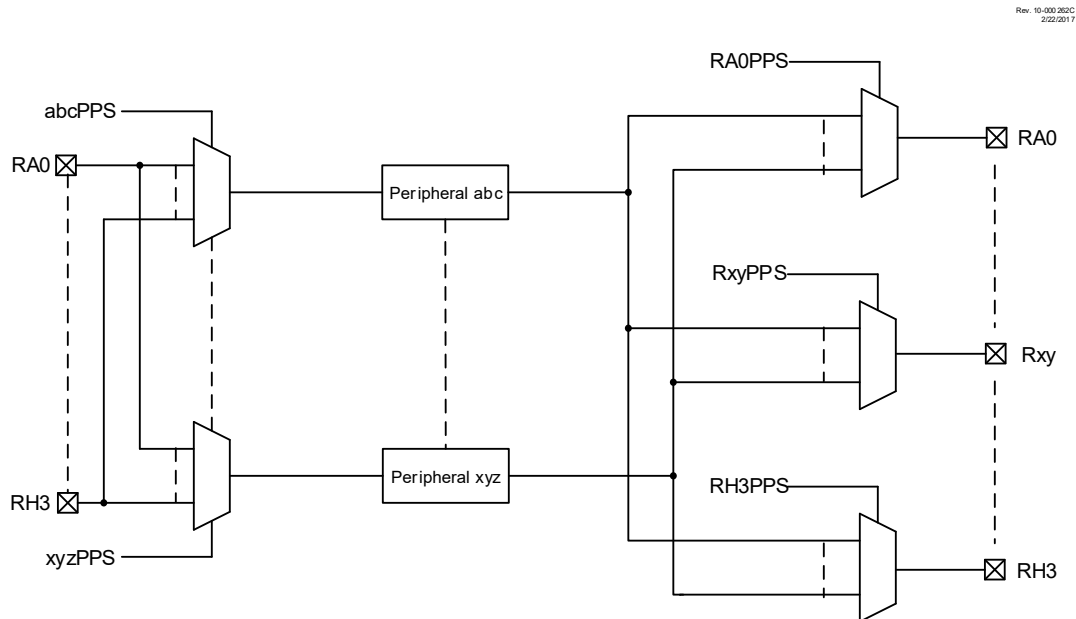 Rev. 10-000262C
2/22/2017
RA0PPS
abcPPS
RA0
RA0
Peripheral abc
RxyPPS
Rxy
Peripheral xyz
RH3PPS
RH3
xyzPPS
RH3